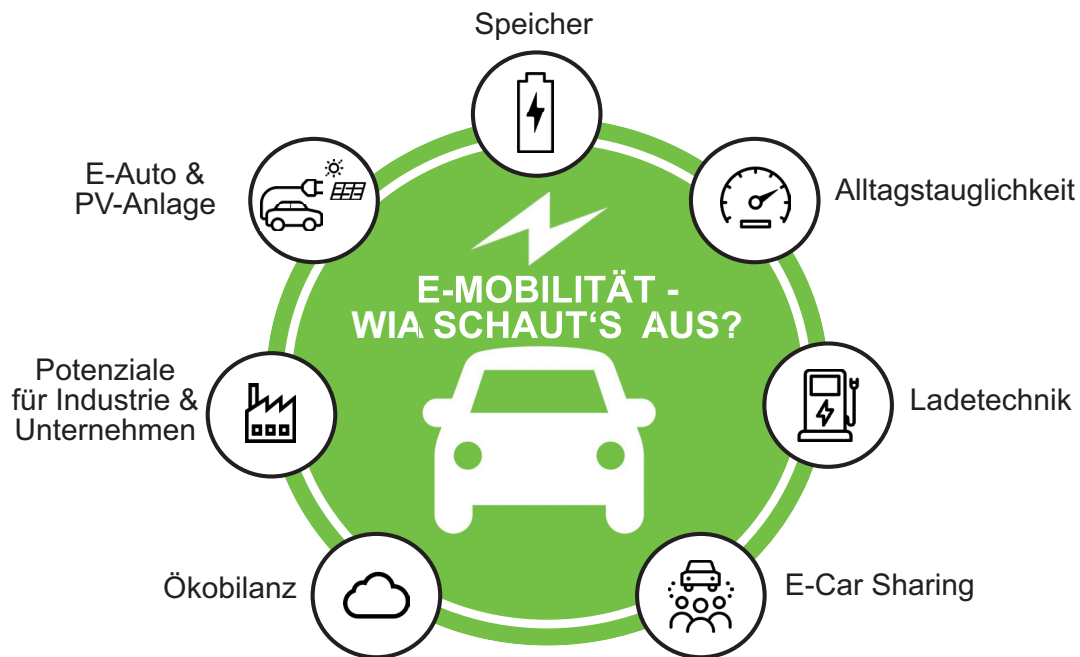 Speicher
E-Auto &
PV-Anlage
Alltagstauglichkeit
E-MOBILITÄT -
WIA SCHAUT‘S AUS?
Potenziale
für Industrie &
Unternehmen
Ladetechnik
Ökobilanz
E-Car Sharing